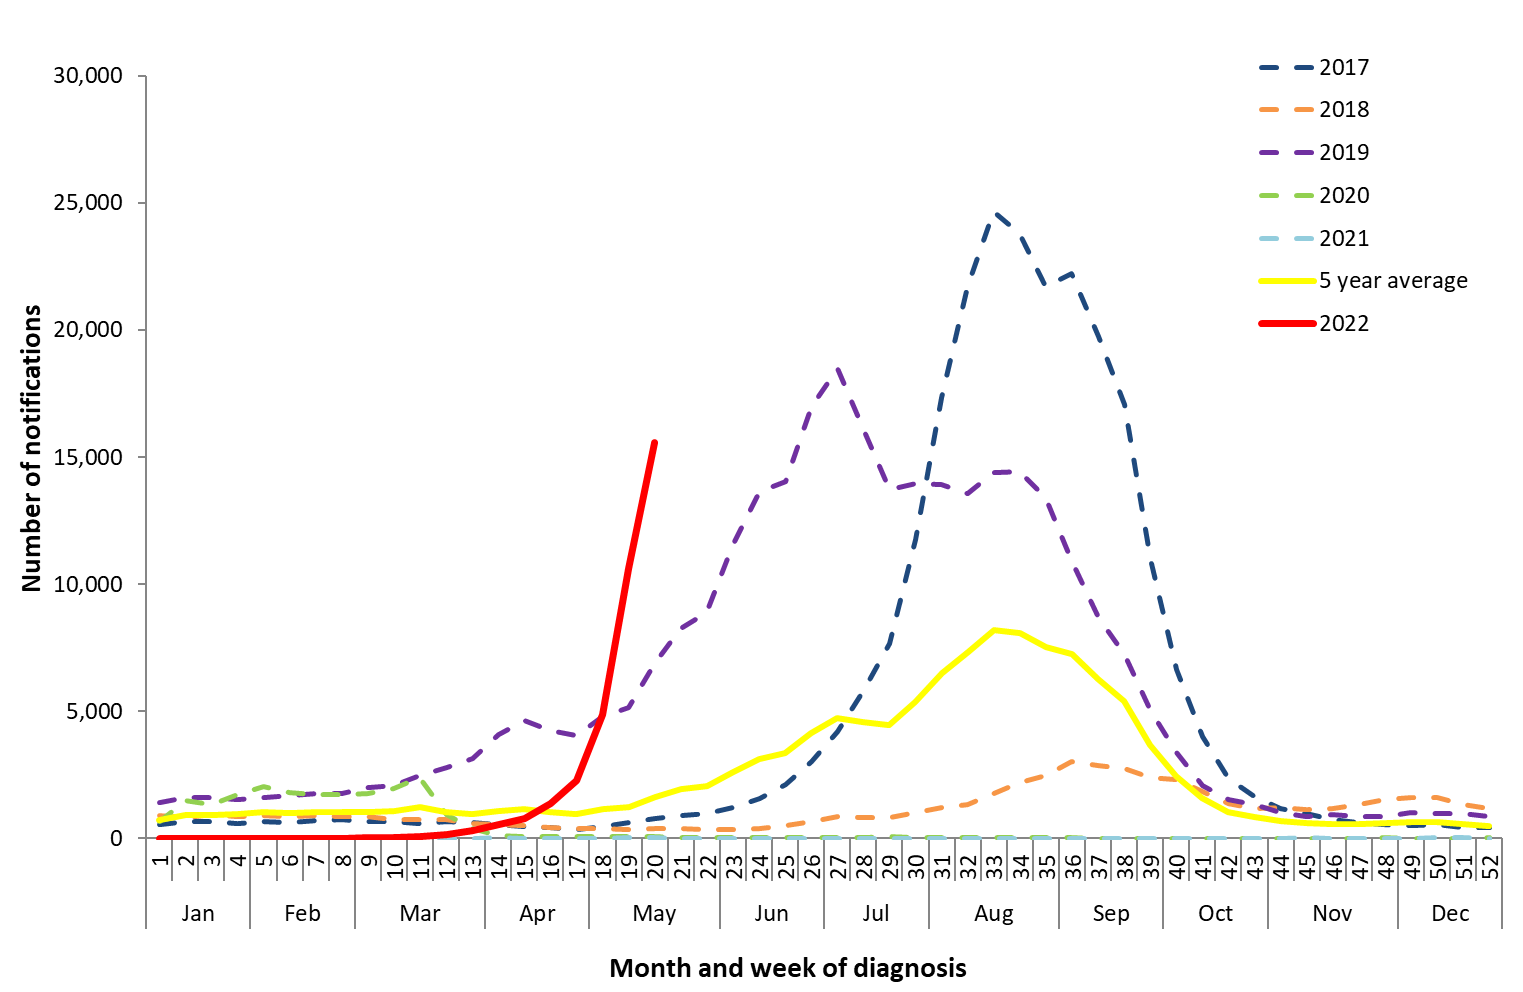 30,000
25,000
20,000
15,000
10,000
5,000
0
Number of notifications
2017
2018
2019
2020
2021
5 year average
2022
1 2 3 4 5 6 7 8 9 10 11 12 13 14 15 16 17 18 19 20 21 22 23 24 25 26 27 28 29 30 31 32 33 34 35 36 37 38 39 40 41 42 43 44 45 46 47 48 49 50 51 52
Jan Feb Mar Apr May Jun Jul Aug Sep Oct Nov Dec
Month and week of diagnosis